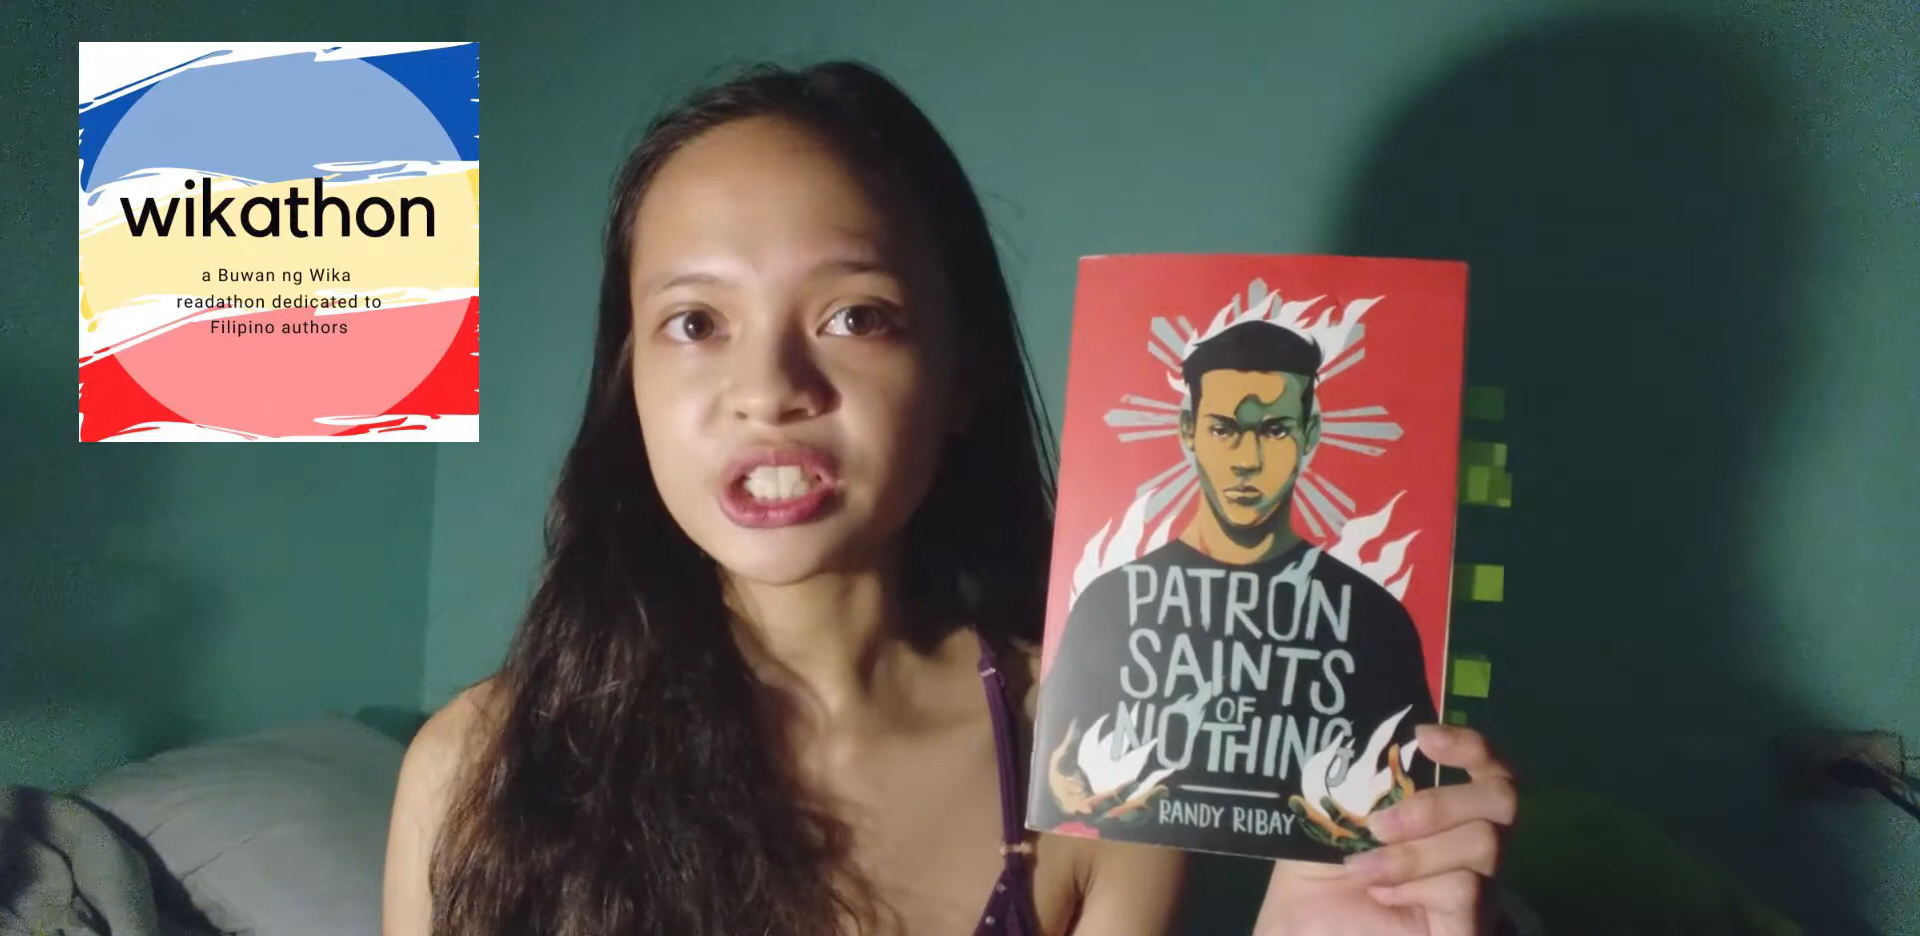 wikathon
a Buwan ng Wika
readathon dedicated to
Filipino authors
PATRON
SAINTS
OF
NOTHING
RANDY RIBAY